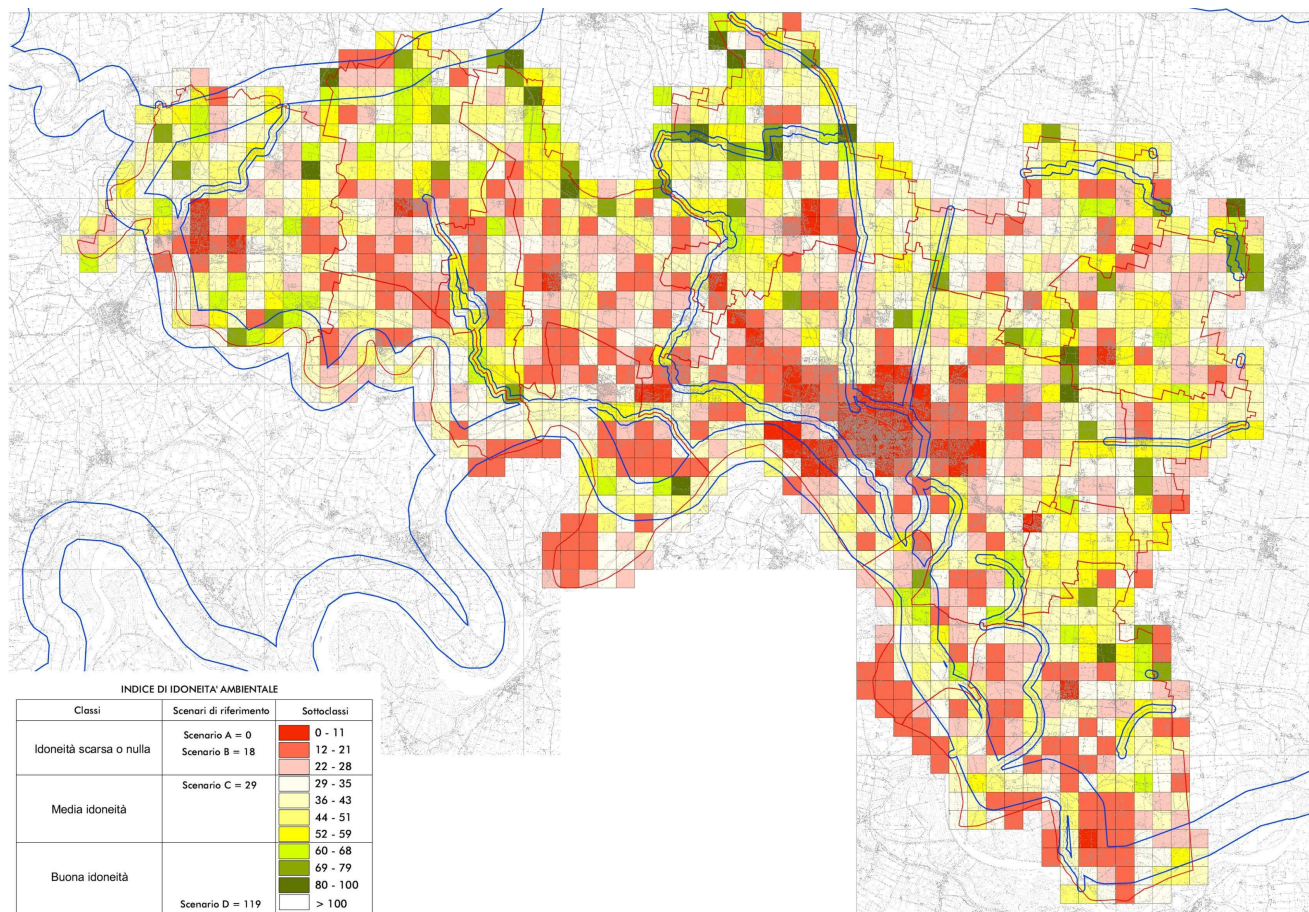 INDICE DI IDONEITA' AMBIENTALE
Classi Scenari di riferimento Sottoclassi
Idoneità scarsa o nulla
Scenario A = 0
Scenario B = 18
0 - 11
12 - 21
22 - 28
Media idoneità
Scenario C = 29
29 - 35
36 - 43
44 - 51
52 - 59
Buona idoneità
Scenario D = 119
60 - 68
69 - 79
80 - 100
> 100